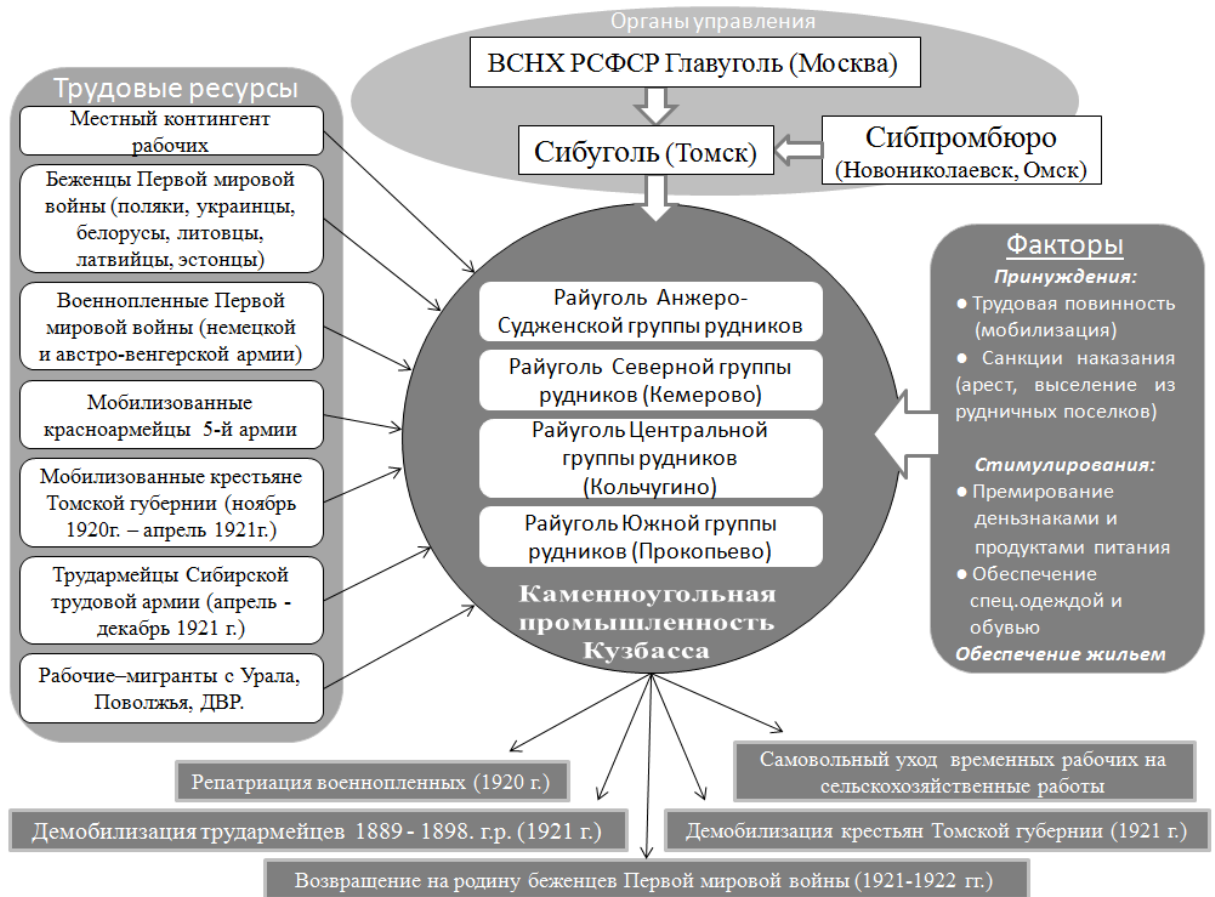 Органы управления
ВСНХ РСФСР Главуголь (Москва)
Сибуголь (Томск)
Сибпромбюро
(Новониколаевск, Омск)
Трудовые ресурсы
Местный контингент
рабочих
Беженцы Первой мировой
войны (поляки, украинцы,
белорусы, литовцы,
латвийцы, эстонцы)
Военнопленные Первой
мировой войны (немецкой
и австро-венгерской армии)
Мобилизованные
красноармейцы 5-й армии
Мобилизованные крестьяне
Томской губернии (ноябрь
1920г. – апрель 1921г.)
Трудармейцы Сибирской
трудовой армии (апрель -
декабрь 1921 г.)
Рабочие–мигранты с Урала,
Поволжья, ДВР.
Райуголь Анжеро-
Судженской группы рудников
Райуголь Северной группы
рудников (Кемерово)
Райуголь Центральной
группы рудников
(Кольчугино)
Райуголь Южной группы
рудников (Прокопьево)
Каменноугольная
промышленность
Кузбасса
Факторы
Принуждения:
● Трудовая повинность
(мобилизация)
● Санкции наказания
(арест, выселение из
рудничных поселков)
Стимулирования:
● Премирование
деньзнаками и
продуктами питания
● Обеспечение
спец.одеждой и
обувью
Обеспечение жильем
Репатриация военнопленных (1920 г.)
Самовольный уход временных рабочих на
сельскохозяйственные работы
Демобилизация трудармейцев 1889 - 1898. г.р. (1921 г.)
Демобилизация крестьян Томской губернии (1921 г.)
Возвращение на родину беженцев Первой мировой войны (1921-1922 гг.)